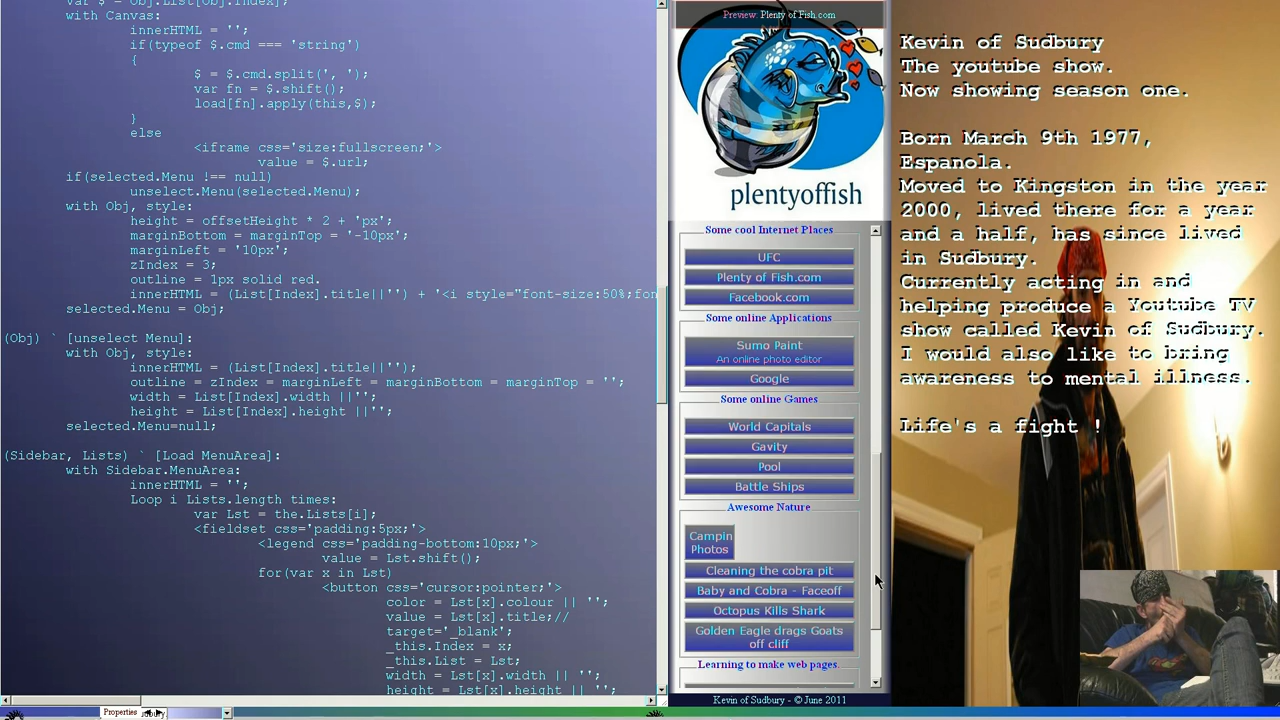 var $ = Obj.List[Obj.Index];
with Canvas:
innerHTML = '';
if(typeof $.cmd === 'string')
{
$ = $.cmd.split(', ');
var fn = $.shift();
load[fn].apply(this,$);
}
else
<iframe css='size:fullscreen;'>
value = $.url;
if(selected.Menu !== null)
unselect.Menu(selected.Menu);
with Obj, style:
height = offsetHeight * 2 + 'px';
marginBottom = marginTop = '-10px';
marginLeft = '10px';
zIndex = 3;
outline = 1px solid red.
innerHTML = (List[Index].title||'') + '<i style="font-size:50%;fon
selected.Menu = Obj;
(Obj) ` [unselect Menu]:
with Obj, style:
innerHTML = (List[Index].title||'');
outline = zIndex = marginLeft = marginBottom = marginTop = '';
width = List[Index].width ||'';
height = List[Index].height ||'';
selected.Menu=null;
(Sidebar, Lists) ` [Load MenuArea]:
with Sidebar.MenuArea:
innerHTML = '';
Loop i Lists.length times:
var Lst = the.Lists[i];
<fieldset css='padding:5px;'>
<legend css='padding-bottom:10px;'>
value = Lst.shift();
for(var x in Lst)
<button css='cursor:pointer;'>
color = Lst[x].colour || '';
value = Lst[x].title;//
target='_blank';
_this.Index = x;
_this.List = Lst;
width = Lst[x].width || '';
height = Lst[x].height || '';
Properties
Preview: Plenty of Fish.com
plentyoffish
Some cool Internet Places
UFC
Plenty of Fish.com
Facebook.com
Some online Applications
Sumo Paint
An online photo editor
Google
Some online Games
World Capitals
Gavity
Pool
Battle Ships
Awesome Nature
Campin
Photos
Cleaning the cobra pit
Baby and Cobra - Faceoff
Octopus Kills Shark
Golden Eagle drags Goats
off cliff
Learning to make web pages.
Kevin of Sudbury - © June 2011
Kevin of Sudbury
The youtube show.
Now showing season one.
Born March 9th 1977,
Espanola.
Moved to Kingston in the year
2000, lived there for a year
and a half, has since lived
in Sudbury.
Currently acting in and
helping produce a Youtube TV
show called Kevin of Sudbury.
I would also like to bring
awareness to mental illness.
Life's a fight !